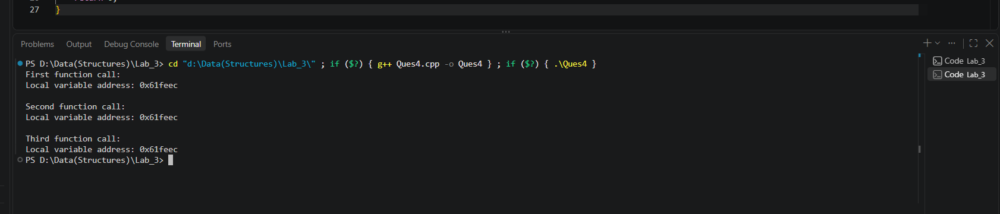 27 }
Problems Output Debug Console Terminal Ports
PS D:\Data(Structures)\Lab_3> cd "d:\Data(Structures)\Lab_3\" ; if ($?) { g++ Ques4.cpp -o Ques4 } ; if ($?) { .\Ques4 }
First function call:
Local variable address: 0x61feec
Second function call:
Local variable address: 0x61feec
Third function call:
Local variable address: 0x61feec
PS D:\Data(Structures)\Lab_3>
Code Lab_3
Code Lab_3